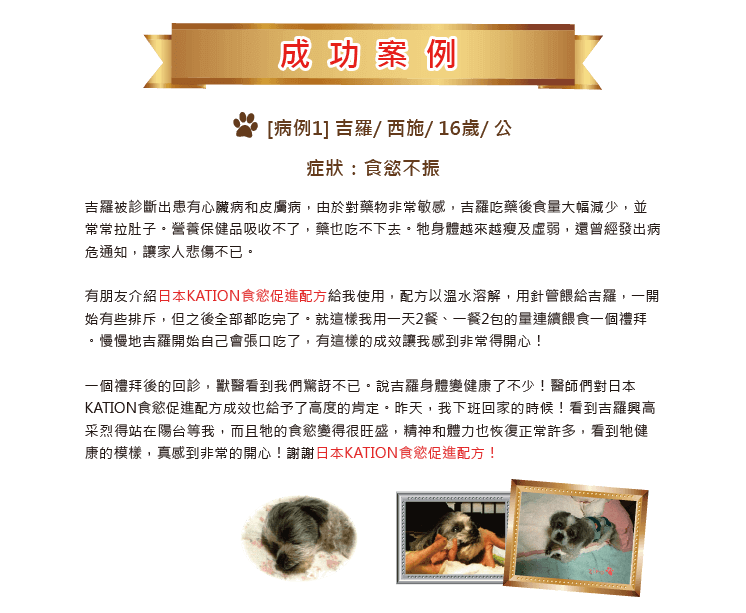 成功案例
[病例1] 吉羅/ 西施/ 16歲/ 公
症狀：食慾不振
吉羅被診斷出患有心臟病和皮膚病，由於對藥物非常敏感，吉羅吃藥後食量大幅減少，並
常常拉肚子。營養保健品吸收不了，藥也吃不下去。牠身體越來越瘦及虛弱，還曾經發出病
危通知，讓家人悲傷不已。
有朋友介紹日本KATION食慾促進配方給我使用，配方以溫水溶解，用針管餵給吉羅，一開
始有些排斥，但之後全部都吃完了。就這樣我用一天2餐、一餐2包的量連續餵食一個禮拜
。慢慢地吉羅開始自己會張口吃了，有這樣的成效讓我感到非常得開心！
一個禮拜後的回診，獸醫看到我們驚訝不已。說吉羅身體變健康了不少！醫師們對日本
KATION食慾促進配方成效也給予了高度的肯定。昨天，我下班回家的時候！看到吉羅興高
采烈得站在陽台等我，而且牠的食慾變得很旺盛，精神和體力也恢復正常許多，看到牠健
康的模樣，真感到非常的開心！謝謝日本KATION食慾促進配方！